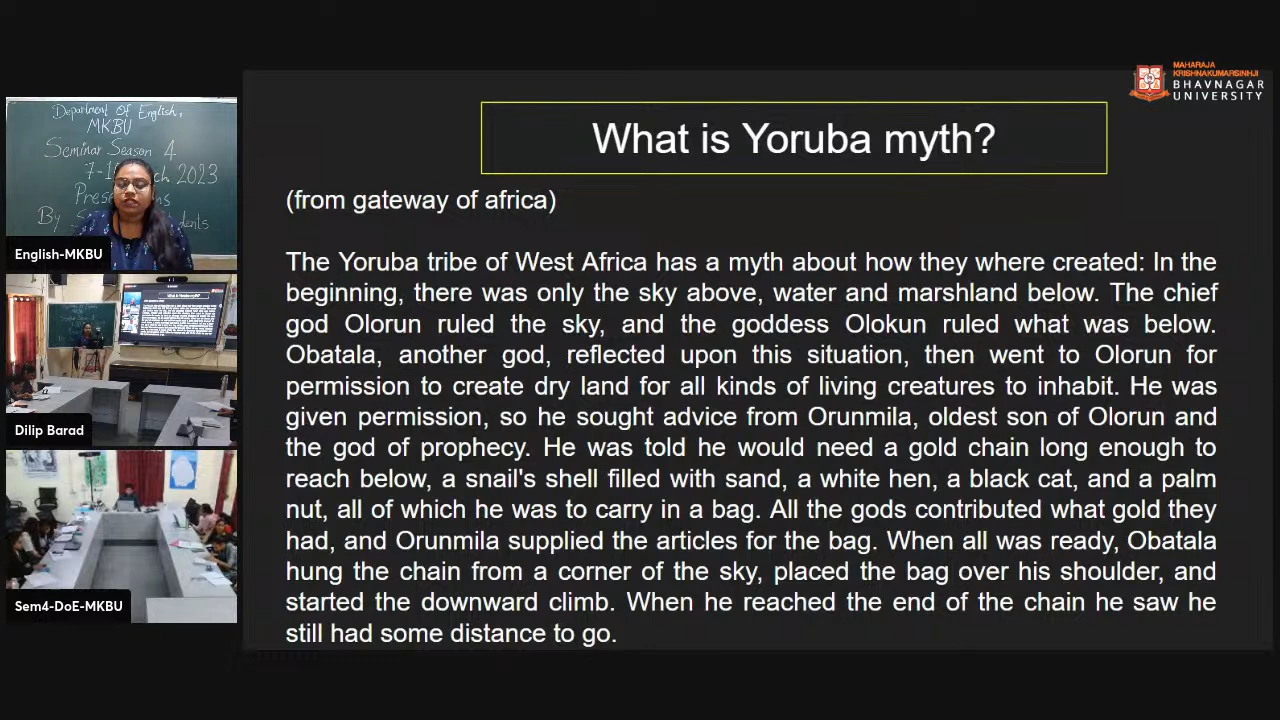 MAHARAJA
KRISHNAKUMARSINHJI
BHAVNAGAR
UNIVERSITY
What is Yoruba myth?
(from gateway of africa)
The Yoruba tribe of West Africa has a myth about how they where created: In the
beginning, there was only the sky above, water and marshland below. The chief
god Olorun ruled the sky, and the goddess Olokun ruled what was below.
Obatala, another god, reflected upon this situation, then went to Olorun for
permission to create dry land for all kinds of living creatures to inhabit. He was
given permission, so he sought advice from Orunmila, oldest son of Olorun and
the god of prophecy. He was told he would need a gold chain long enough to
reach below, a snail's shell filled with sand, a white hen, a black cat, and a palm
nut, all of which he was to carry in a bag. All the gods contributed what gold they
had, and Orunmila supplied the articles for the bag. When all was ready, Obatala
hung the chain from a corner of the sky, placed the bag over his shoulder, and
started the downward climb. When he reached the end of the chain he saw he
still had some distance to go.
Department Of English,
MKBU
Seminar Season 4
2023
By
English-MKBU
What is Yoruba myth?
Dilip Barad
Sem4-DoE-MKBU